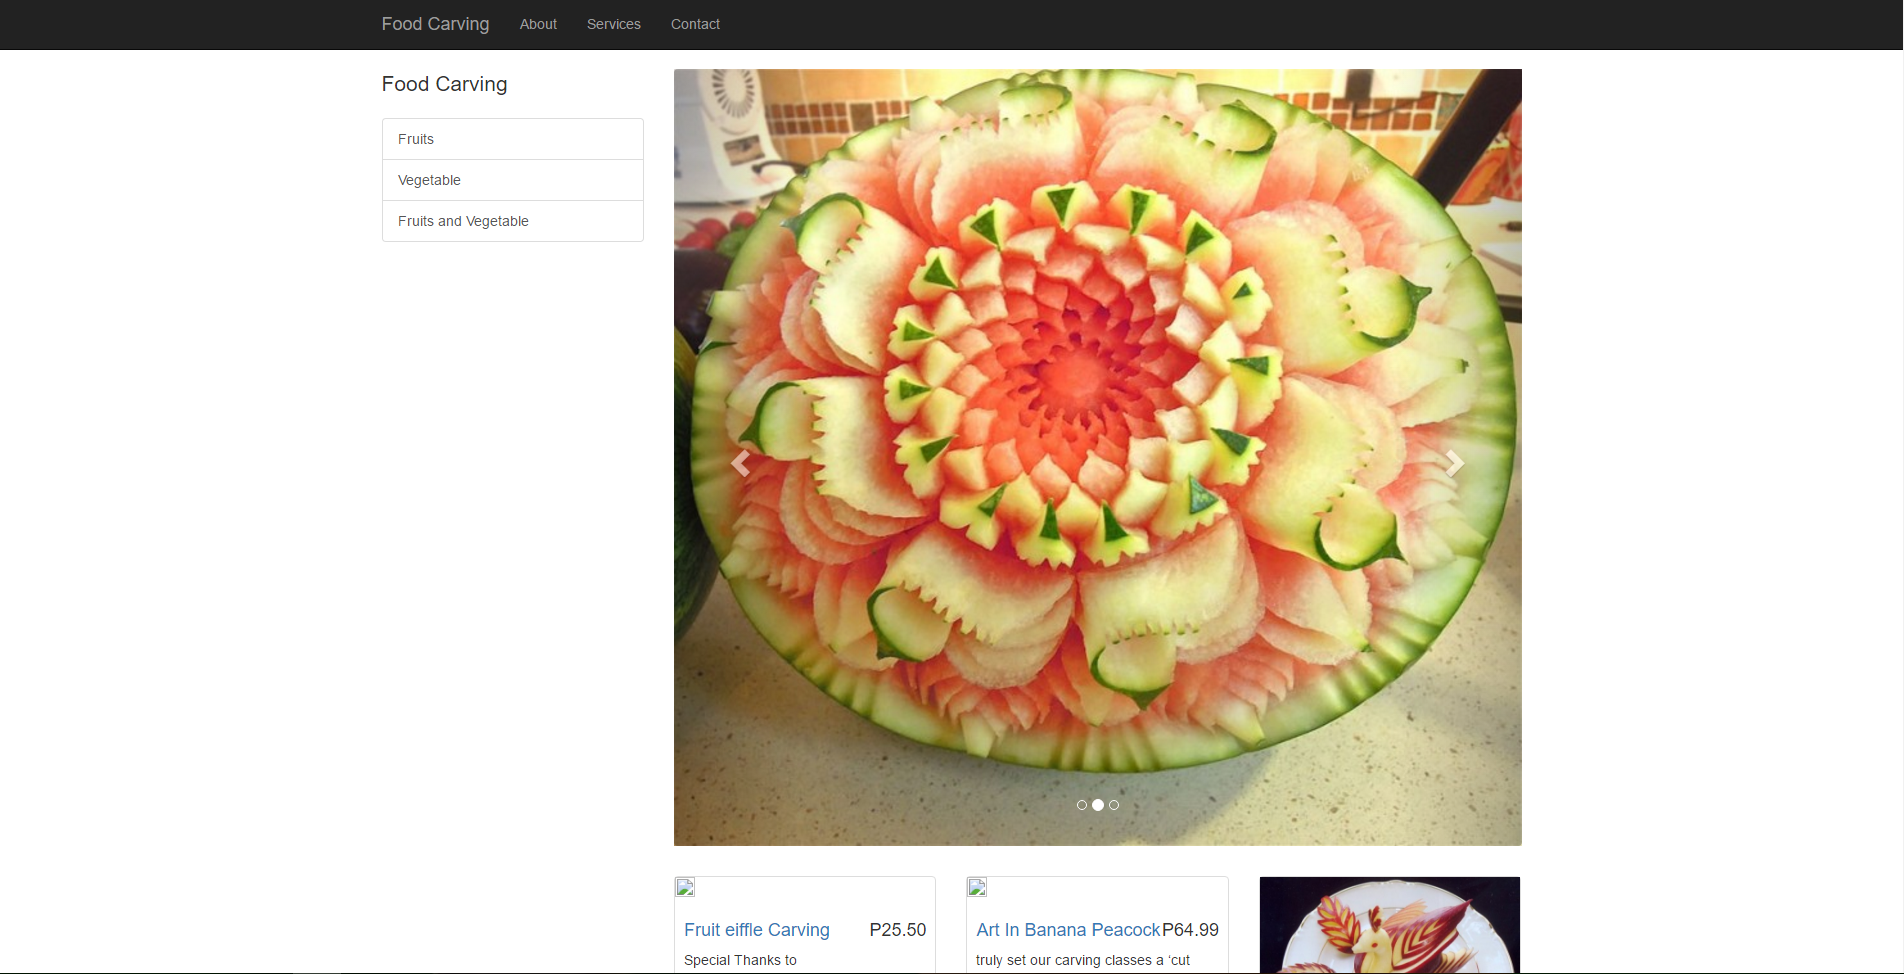 Food Carving About Services Contact
Food Carving
Fruits
Vegetable
Fruits and Vegetable
Fruit eiffle Carving P25.50
Special Thanks to
Art In Banana Peacock P64.99
truly set our carving classes a ‘cut